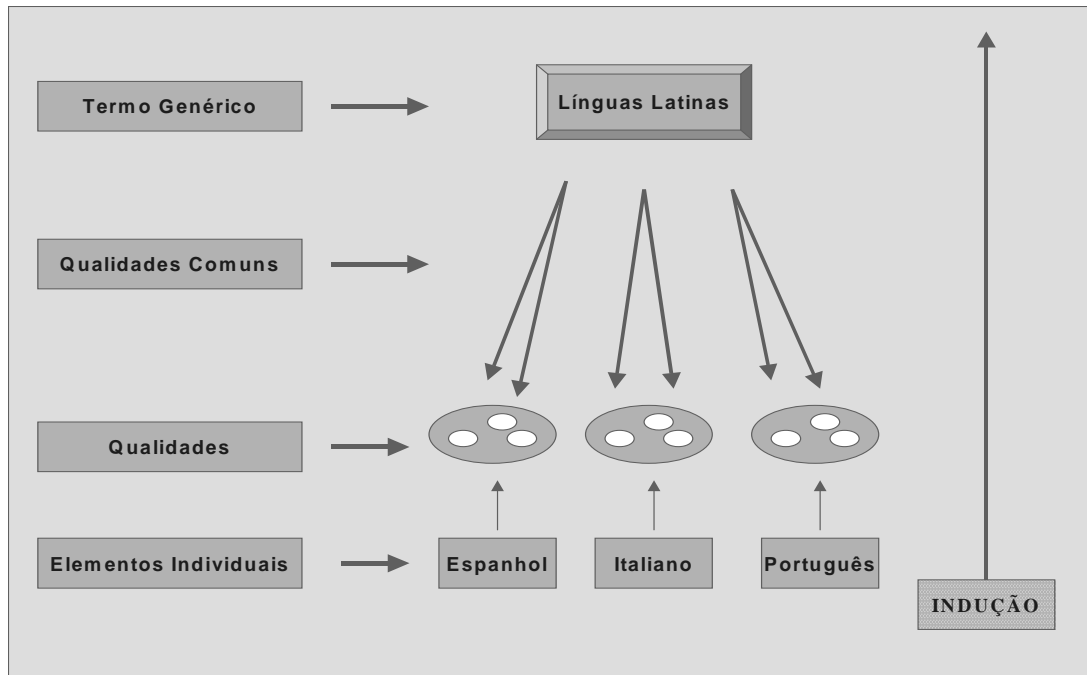 Termo Genérico
Línguas Latinas
Qualidades Comuns
Qualidades
Elementos Individuais
Espanhol
Italiano
Português
INDUÇÃO